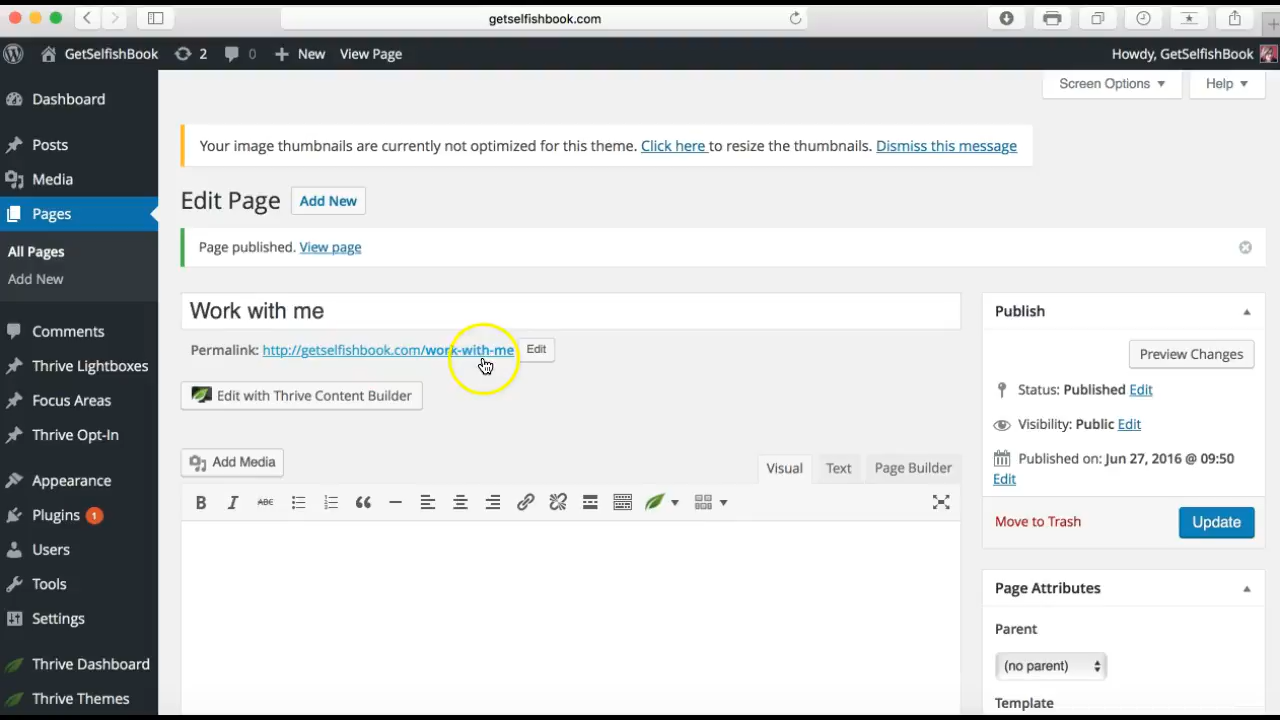 getselfishbook.com
GetSelfishBook 2 0 New View Page Howdy, GetSelfishBook
Screen Options Help
Dashboard
Posts
Media
Pages
All Pages
Add New
Comments
Thrive Lightboxes
Focus Areas
Thrive Opt-In
Appearance
Plugins 1
Users
Tools
Settings
Thrive Dashboard
Thrive Themes
Your image thumbnails are currently not optimized for this theme. Click here to resize the thumbnails. Dismiss this message
Edit Page Add New
Page published. View page
Work with me
Permalink: http://getselfishbook.com/work-with-me Edit
Edit with Thrive Content Builder
Add Media
Visual Text Page Builder
B I ABC
Publish
Preview Changes
Status: Published Edit
Visibility: Public Edit
Published on: Jun 27, 2016 @ 09:50
Edit
Move to Trash Update
Page Attributes
Parent
(no parent)
Template